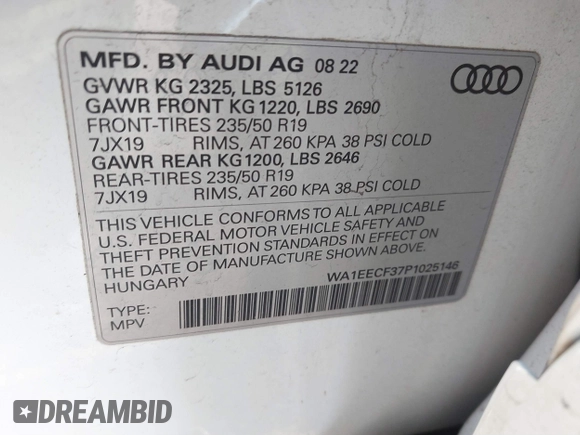 MFD. BY AUDI AG 08 22
GVWR KG 2325, LBS 5126
GAWR FRONT KG 1220, LBS 2690
FRONT-TIRES 235/50 R19
7JX19 RIMS, AT 260 KPA 38 PSI COLD
GAWR REAR KG 1200, LBS 2646
REAR-TIRES 235/50 R19
7JX19 RIMS, AT 260 KPA 38 PSI COLD
THIS VEHICLE CONFORMS TO ALL APPLICABLE
U.S. FEDERAL MOTOR VEHICLE SAFETY AND
THEFT PREVENTION STANDARDS IN EFFECT ON
THE DATE OF MANUFACTURE SHOWN ABOVE.
HUNGARY
WA1EECF37P1025146
TYPE:
MPV
DREAMBID